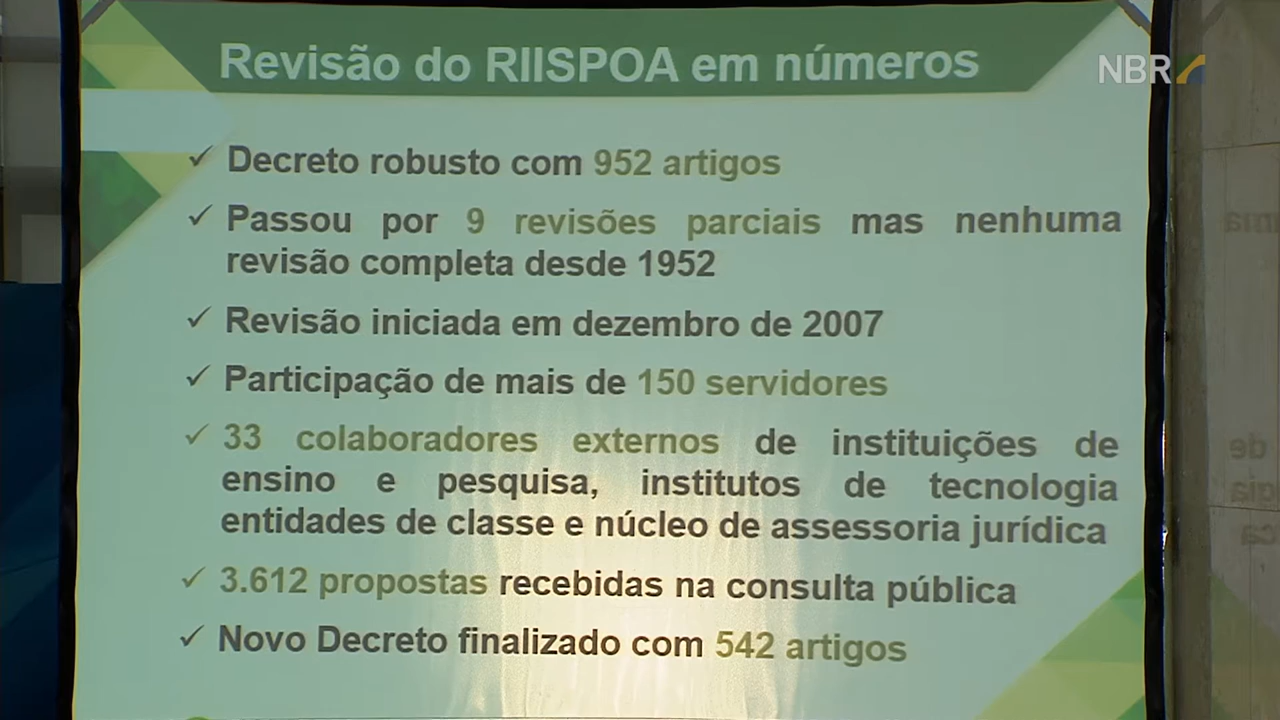 Revisão do RIISPOA em números
NBR
✓ Decreto robusto com 952 artigos
✓ Passou por 9 revisões parciais mas nenhuma
revisão completa desde 1952
✓ Revisão iniciada em dezembro de 2007
✓ Participação de mais de 150 servidores
✓ 33 colaboradores externos de instituições de
ensino e pesquisa, institutos de tecnologia
entidades de classe e núcleo de assessoria jurídica
✓ 3.612 propostas recebidas na consulta pública
✓ Novo Decreto finalizado com 542 artigos